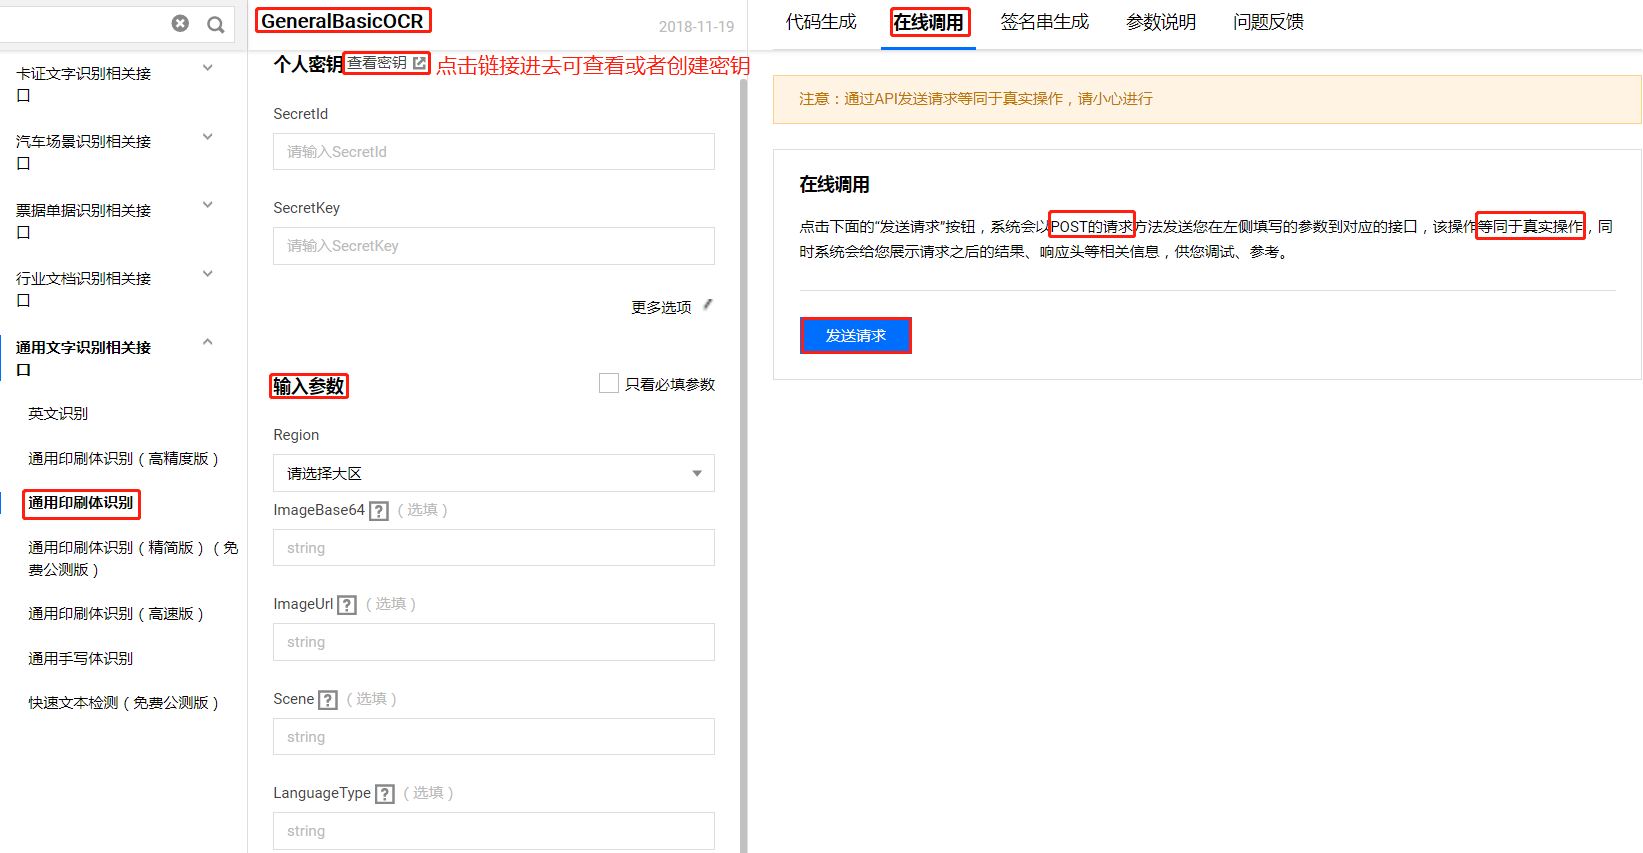 卡证文字识别相关接
口
汽车场景识别相关接
口
票据单据识别相关接
口
行业文档识别相关接
口
通用文字识别相关接
口
英文识别
通用印刷体识别（高精度版）
通用印刷体识别
通用印刷体识别（精简版）（免
费公测版）
通用印刷体识别（高速版）
通用手写体识别
快速文本检测（免费公测版）
GeneralBasicOCR
2018-11-19
个人密钥 查看密钥 点击链接进去可查看或者创建密钥
SecretId
请输入SecretId
SecretKey
请输入SecretKey
更多选项
输入参数
只看必填参数
Region
请选择大区
ImageBase64 ? （选填）
string
ImageUrl ? （选填）
string
Scene ? （选填）
string
LanguageType ? （选填）
string
代码生成 在线调用 签名串生成 参数说明 问题反馈
注意：通过API发送请求等同于真实操作，请小心进行
在线调用
点击下面的“发送请求”按钮，系统会以POST的请求方法发送您在左侧填写的参数到对应的接口，该操作等同于真实操作，同
时系统会给您展示请求之后的结果、响应头等相关信息，供您调试、参考。
发送请求